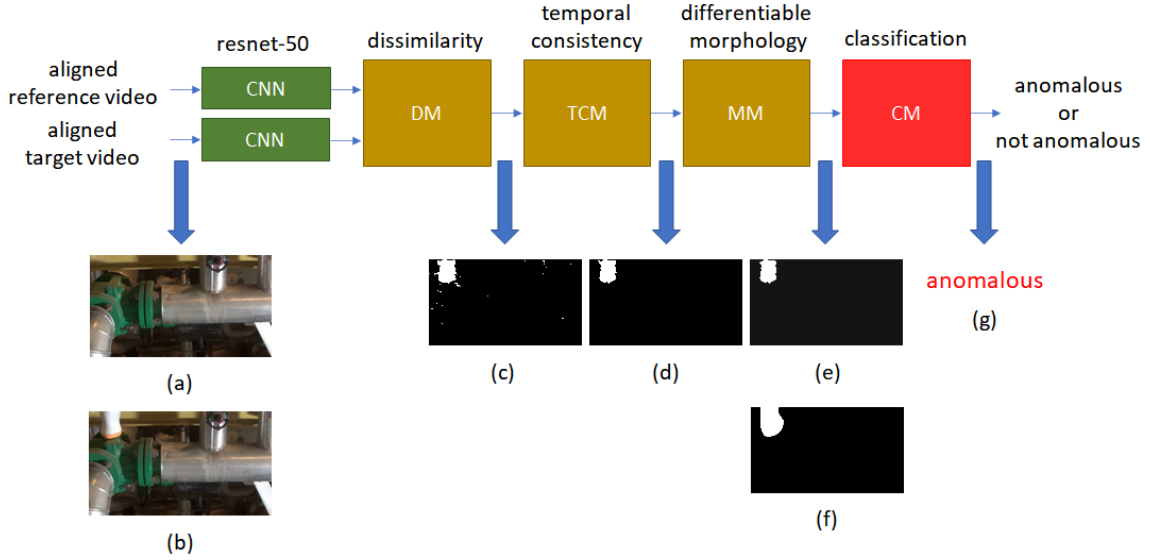 resnet-50
dissimilarity
temporal
consistency
differentiable
morphology
classification
aligned
reference video
aligned
target video
CNN
CNN
DM
TCM
MM
CM
anomalous
or
not anomalous
anomalous
(a)
(b)
(c)
(d)
(e)
(f)
(g)